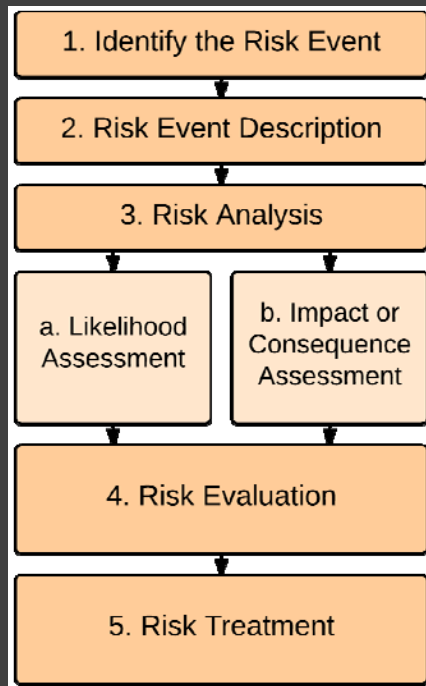 1. Identify the Risk Event
2. Risk Event Description
3. Risk Analysis
a. Likelihood
Assessment
b. Impact or
Consequence
Assessment
4. Risk Evaluation
5. Risk Treatment